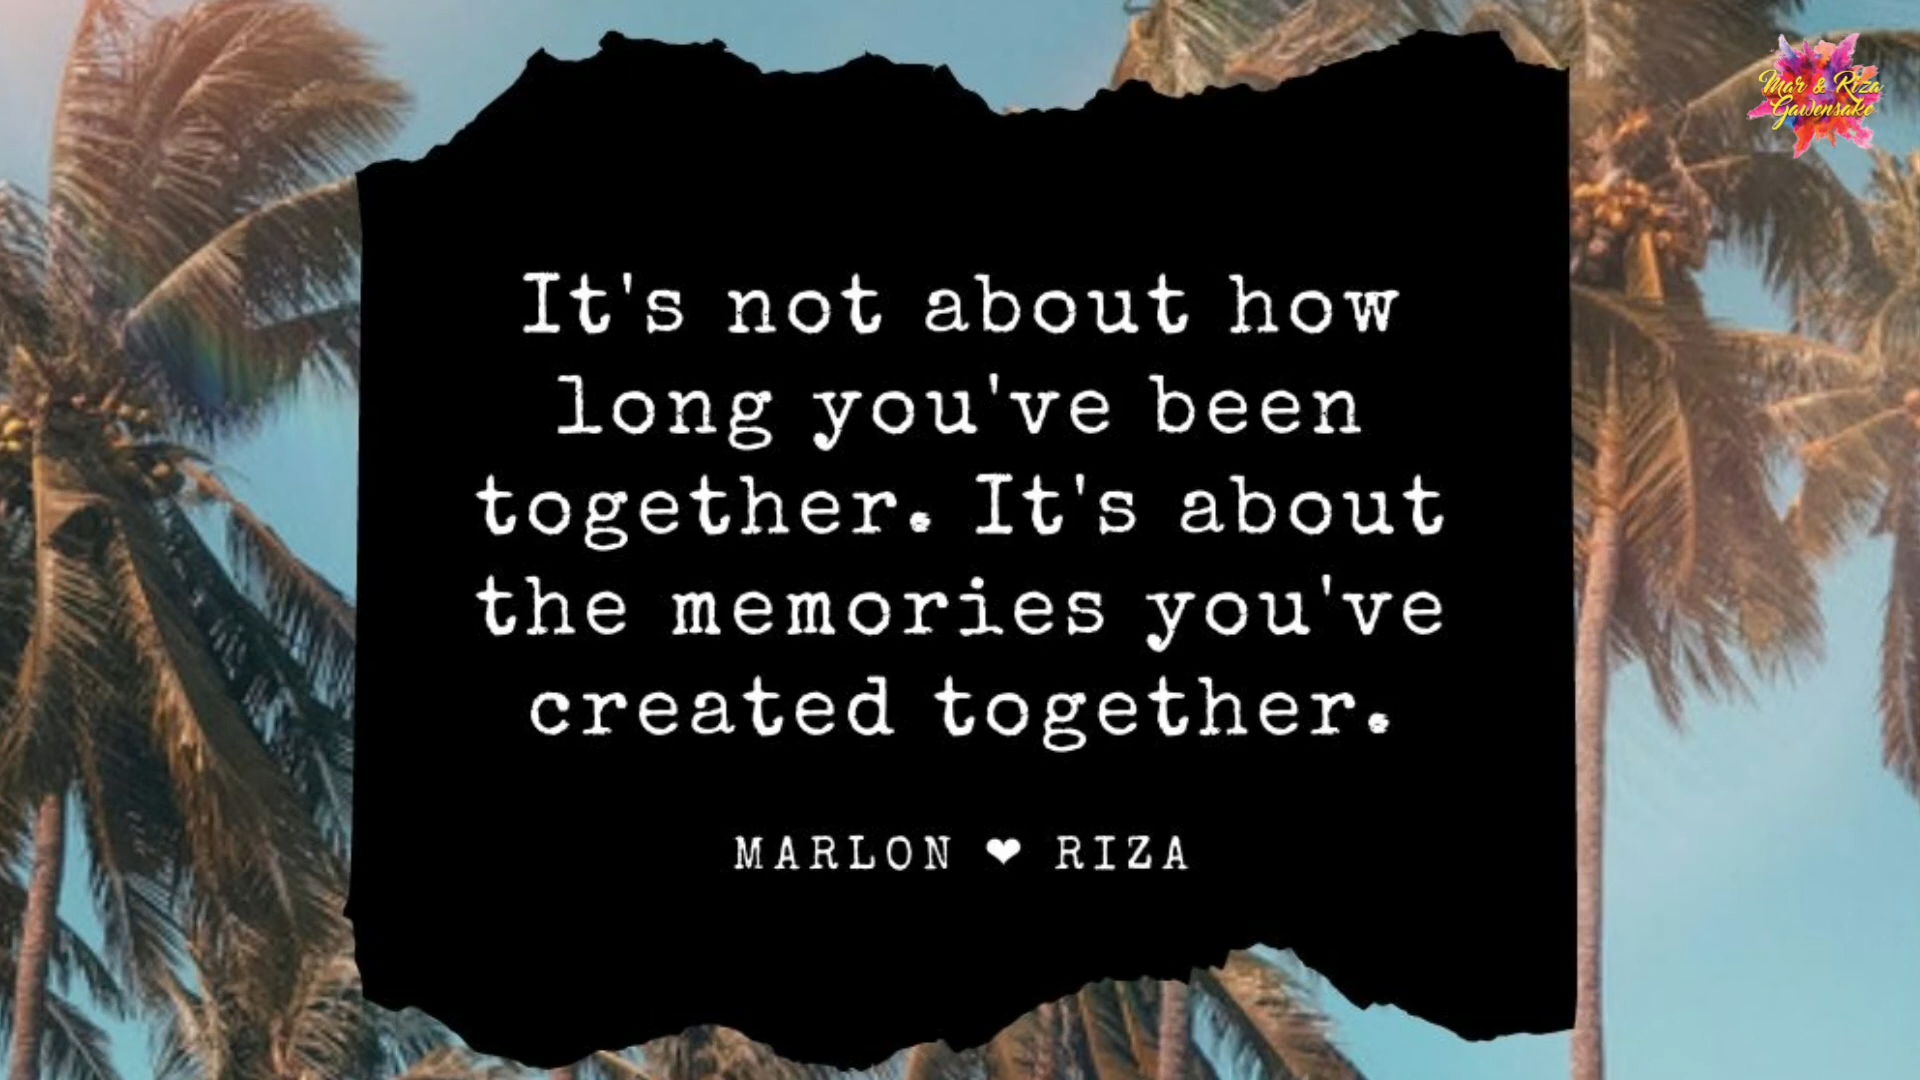 Mar & Riza
Gawensake
It's not about how
long you've been
together. It's about
the memories you've
created together.
MARLON ❤ RIZA